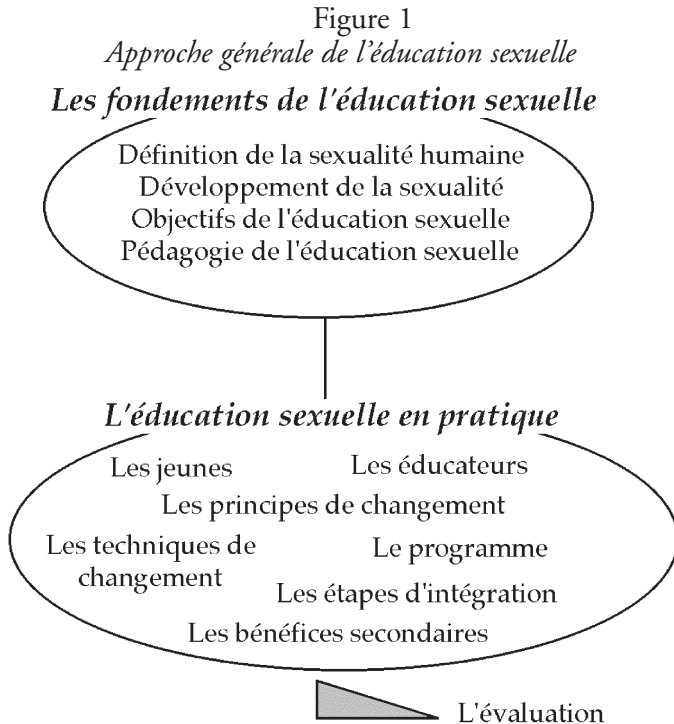 Figure 1
Approche générale de l'éducation sexuelle
Les fondements de l'éducation sexuelle
Définition de la sexualité humaine
Développement de la sexualité
Objectifs de l'éducation sexuelle
Pédagogie de l'éducation sexuelle
L'éducation sexuelle en pratique
Les jeunes
Les éducateurs
Les principes de changement
Les techniques de
changement
Le programme
Les étapes d'intégration
Les bénéfices secondaires
L'évaluation